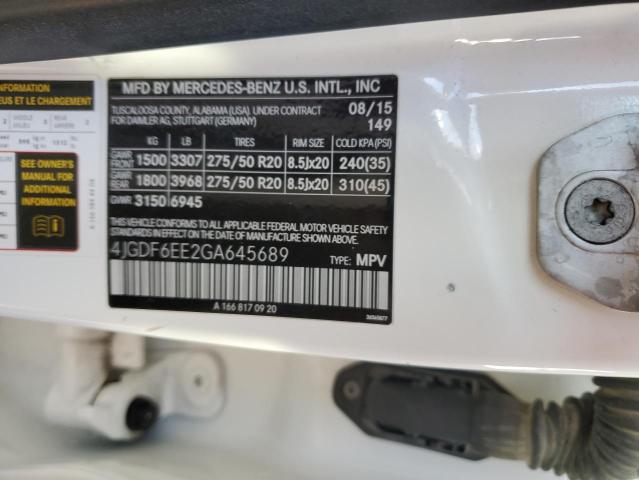 INFORMATION
EUS ET LE CHARGEMENT
SEE OWNER'S
MANUAL FOR
ADDITIONAL
INFORMATION
MFD BY MERCEDES-BENZ U.S. INTL., INC
TUSCALOOSA COUNTY, ALABAMA (USA), UNDER CONTRACT 08/15
FOR DAIMLER AG, STUTTGART (GERMANY) 149
KG LB TIRES RIM SIZE COLD KPA (PSI)
GAWR FRONT 1500 3307 275/50 R20 8.5Jx20 240(35)
GAWR REAR 1800 3968 275/50 R20 8.5Jx20 310(45)
GVWR 3150 6945
THIS VEHICLE CONFORMS TO ALL APPLICABLE FEDERAL MOTOR VEHICLE SAFETY
STANDARDS IN EFFECT ON THE DATE OF MANUFACTURE SHOWN ABOVE
4JGDF6EE2GA645689 TYPE: MPV
A 166 817 09 20